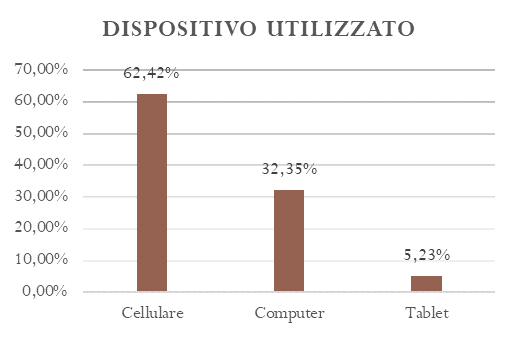 DISPOSITIVO UTILIZZATO
70,00%
60,00%
50,00%
40,00%
30,00%
20,00%
10,00%
0,00%
62,42%
32,35%
5,23%
Cellulare
Computer
Tablet